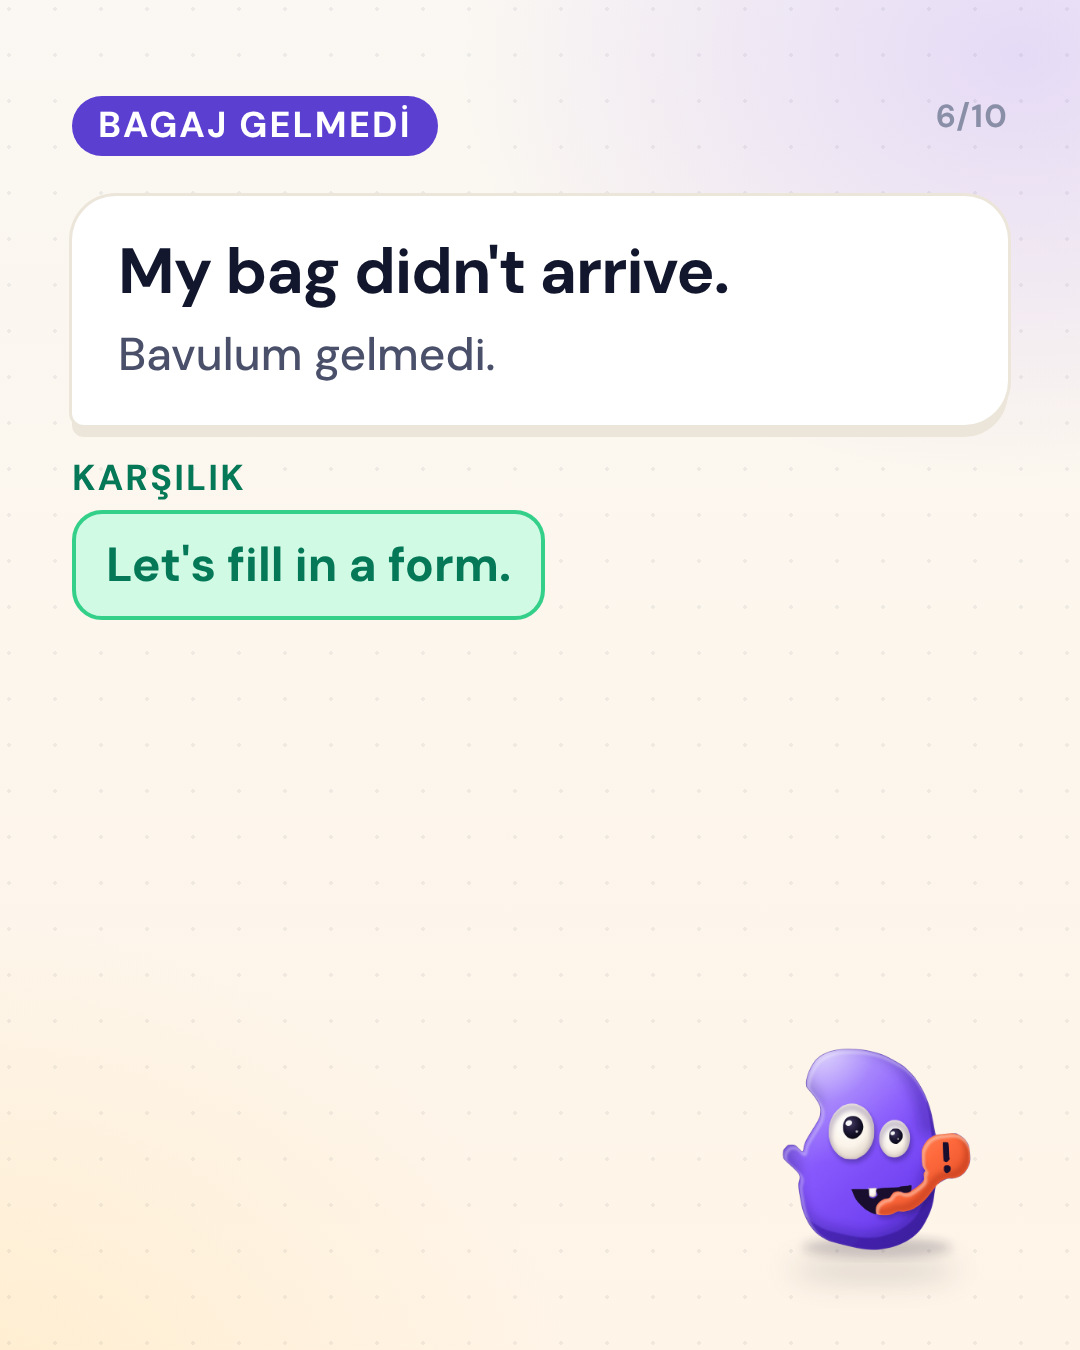 BAGAJ GELMEDİ
6/10
My bag didn't arrive.
Bavulum gelmedi.
KARŞILIK
Let's fill in a form.
!